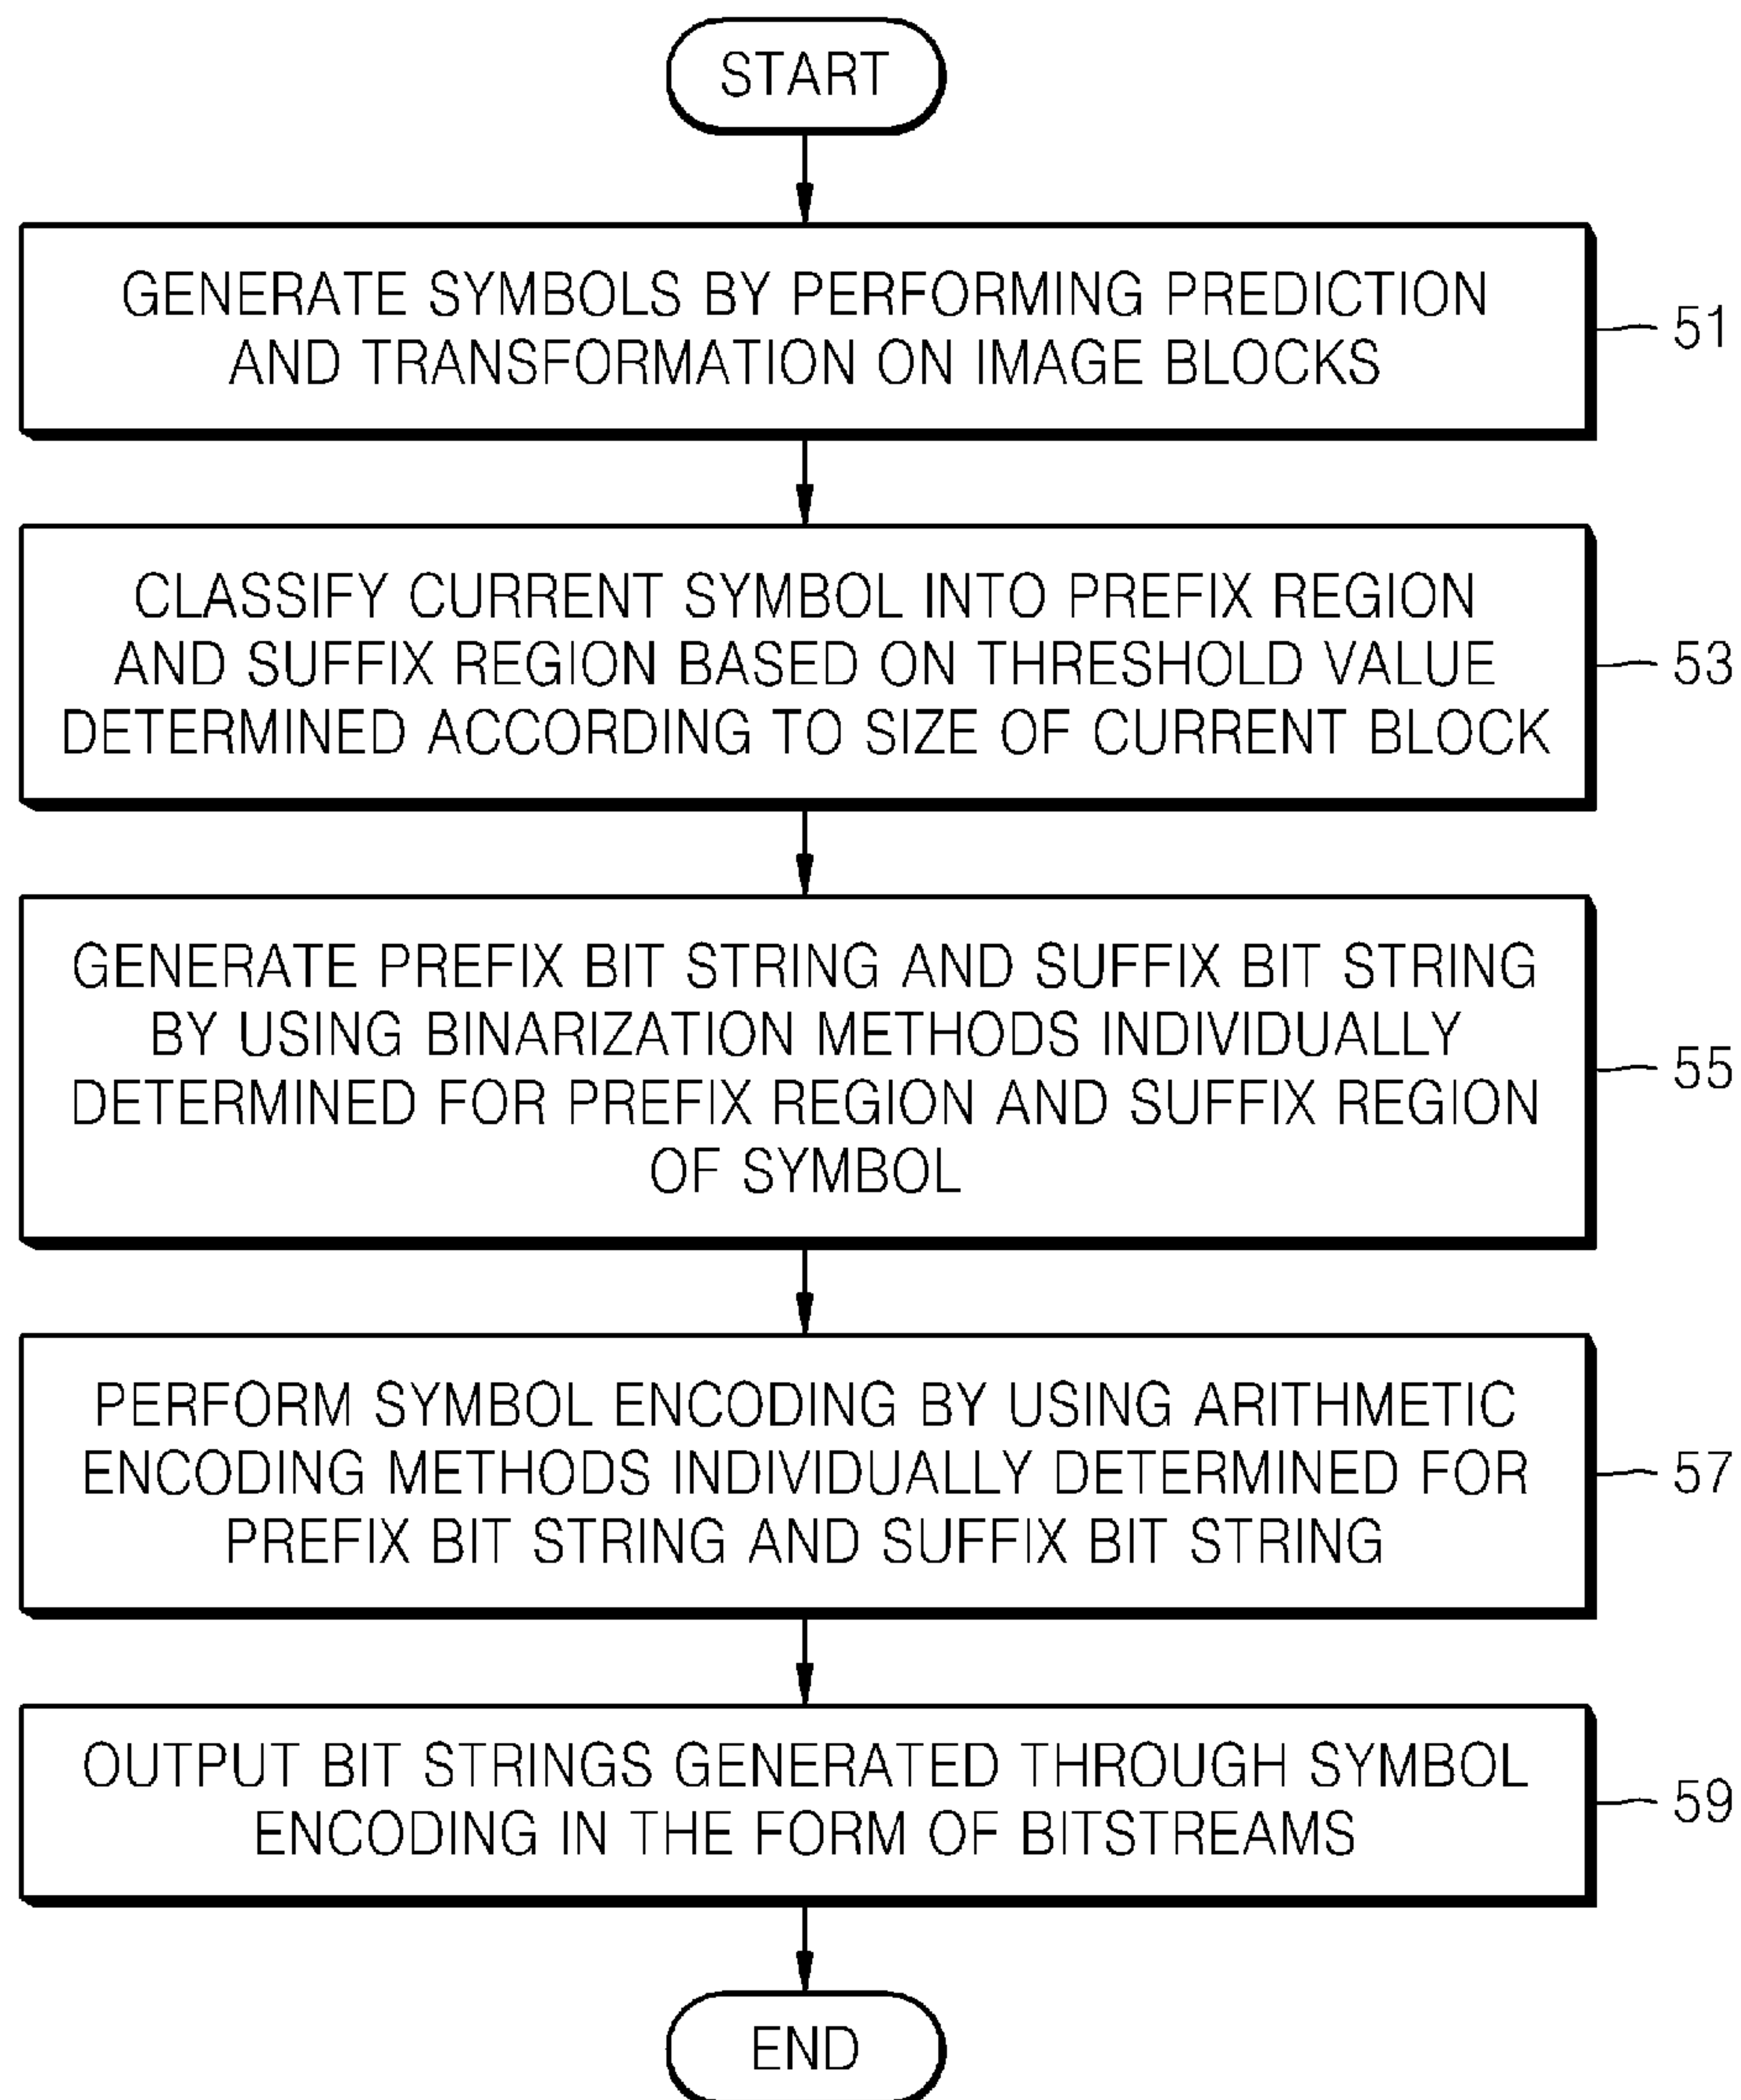 START
GENERATE SYMBOLS BY PERFORMING PREDICTION
AND TRANSFORMATION ON IMAGE BLOCKS
51
CLASSIFY CURRENT SYMBOL INTO PREFIX REGION
AND SUFFIX REGION BASED ON THRESHOLD VALUE
DETERMINED ACCORDING TO SIZE OF CURRENT BLOCK
53
GENERATE PREFIX BIT STRING AND SUFFIX BIT STRING
BY USING BINARIZATION METHODS INDIVIDUALLY
DETERMINED FOR PREFIX REGION AND SUFFIX REGION
OF SYMBOL
55
PERFORM SYMBOL ENCODING BY USING ARITHMETIC
ENCODING METHODS INDIVIDUALLY DETERMINED FOR
PREFIX BIT STRING AND SUFFIX BIT STRING
57
OUTPUT BIT STRINGS GENERATED THROUGH SYMBOL
ENCODING IN THE FORM OF BITSTREAMS
59
END